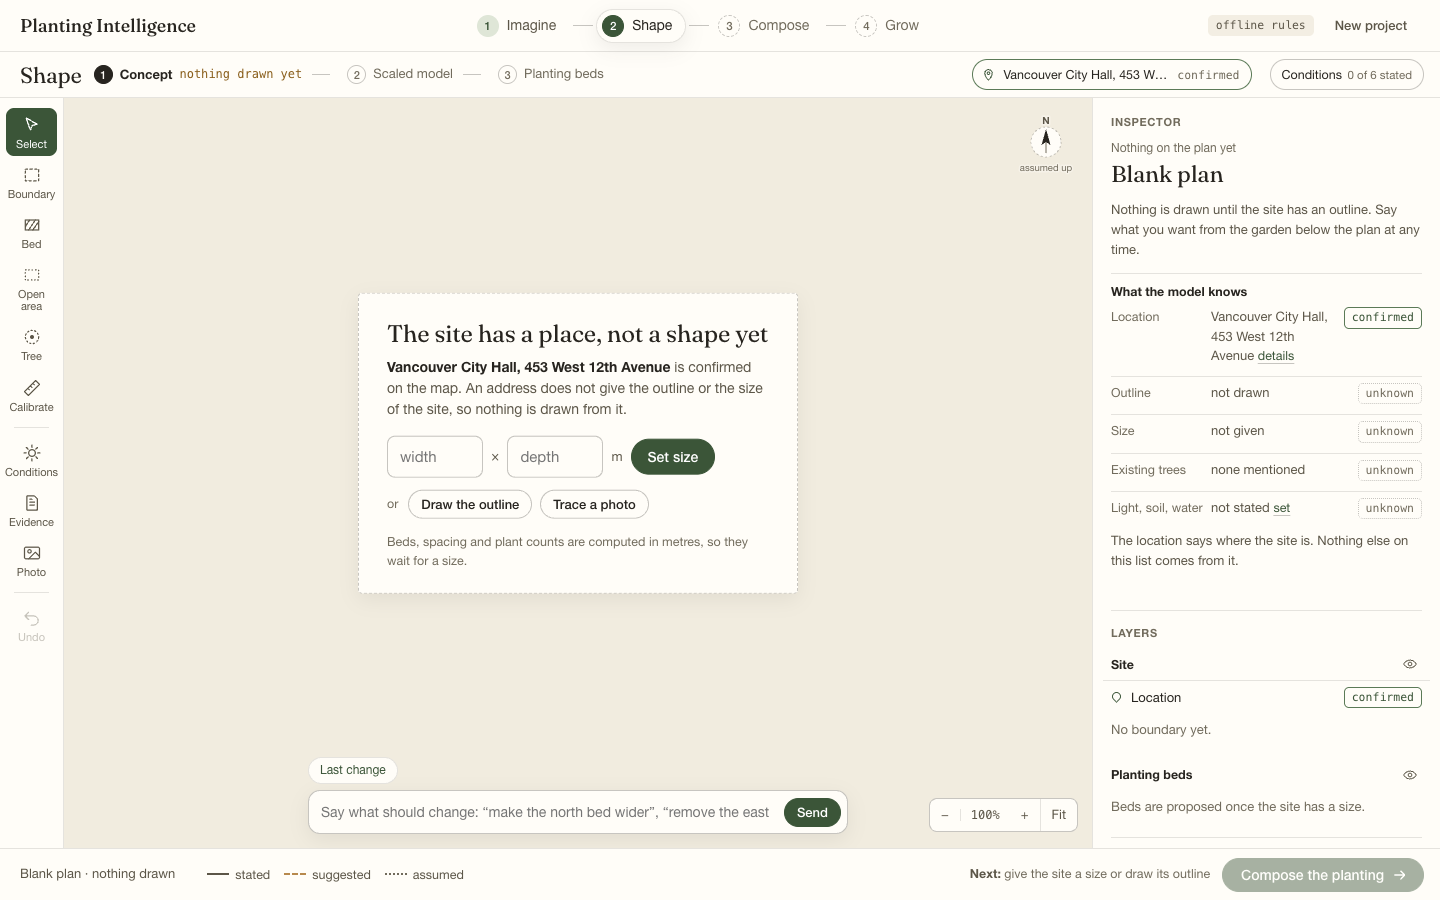 Planting Intelligence
1 Imagine
2 Shape
3 Compose
4 Grow
offline rules
New project
Shape
1 Concept nothing drawn yet
2 Scaled model
3 Planting beds
Vancouver City Hall, 453 W... confirmed
Conditions 0 of 6 stated
Select
Boundary
Bed
Open
area
Tree
Calibrate
Conditions
Evidence
Photo
Undo
N
assumed up
The site has a place, not a shape yet
Vancouver City Hall, 453 West 12th Avenue is confirmed
on the map. An address does not give the outline or the size
of the site, so nothing is drawn from it.
width × depth m Set size
or Draw the outline Trace a photo
Beds, spacing and plant counts are computed in metres, so they
wait for a size.
Last change
Say what should change: “make the north bed wider”, “remove the east
Send
− 100% + Fit
INSPECTOR
Nothing on the plan yet
Blank plan
Nothing is drawn until the site has an outline. Say
what you want from the garden below the plan at any
time.
What the model knows
Location Vancouver City Hall, confirmed
453 West 12th
Avenue details
Outline not drawn unknown
Size not given unknown
Existing trees none mentioned unknown
Light, soil, water not stated set unknown
The location says where the site is. Nothing else on
this list comes from it.
LAYERS
Site
Location confirmed
No boundary yet.
Planting beds
Beds are proposed once the site has a size.
Blank plan · nothing drawn
stated
suggested
assumed
Next: give the site a size or draw its outline
Compose the planting →